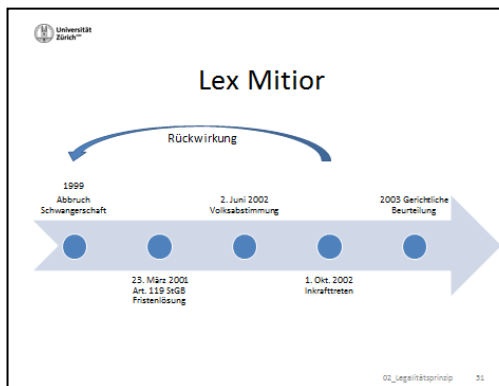 Universität
Zürich UZH
Lex Mitior
Rückwirkung
1999
Abbruch
Schwangerschaft
2. Juni 2002
Volksabstimmung
2003 Gerichtliche
Beurteilung
23. März 2001
Art. 119 StGB
Fristenlösung
1. Okt. 2002
Inkrafttreten
02_Legalitätsprinzip 51